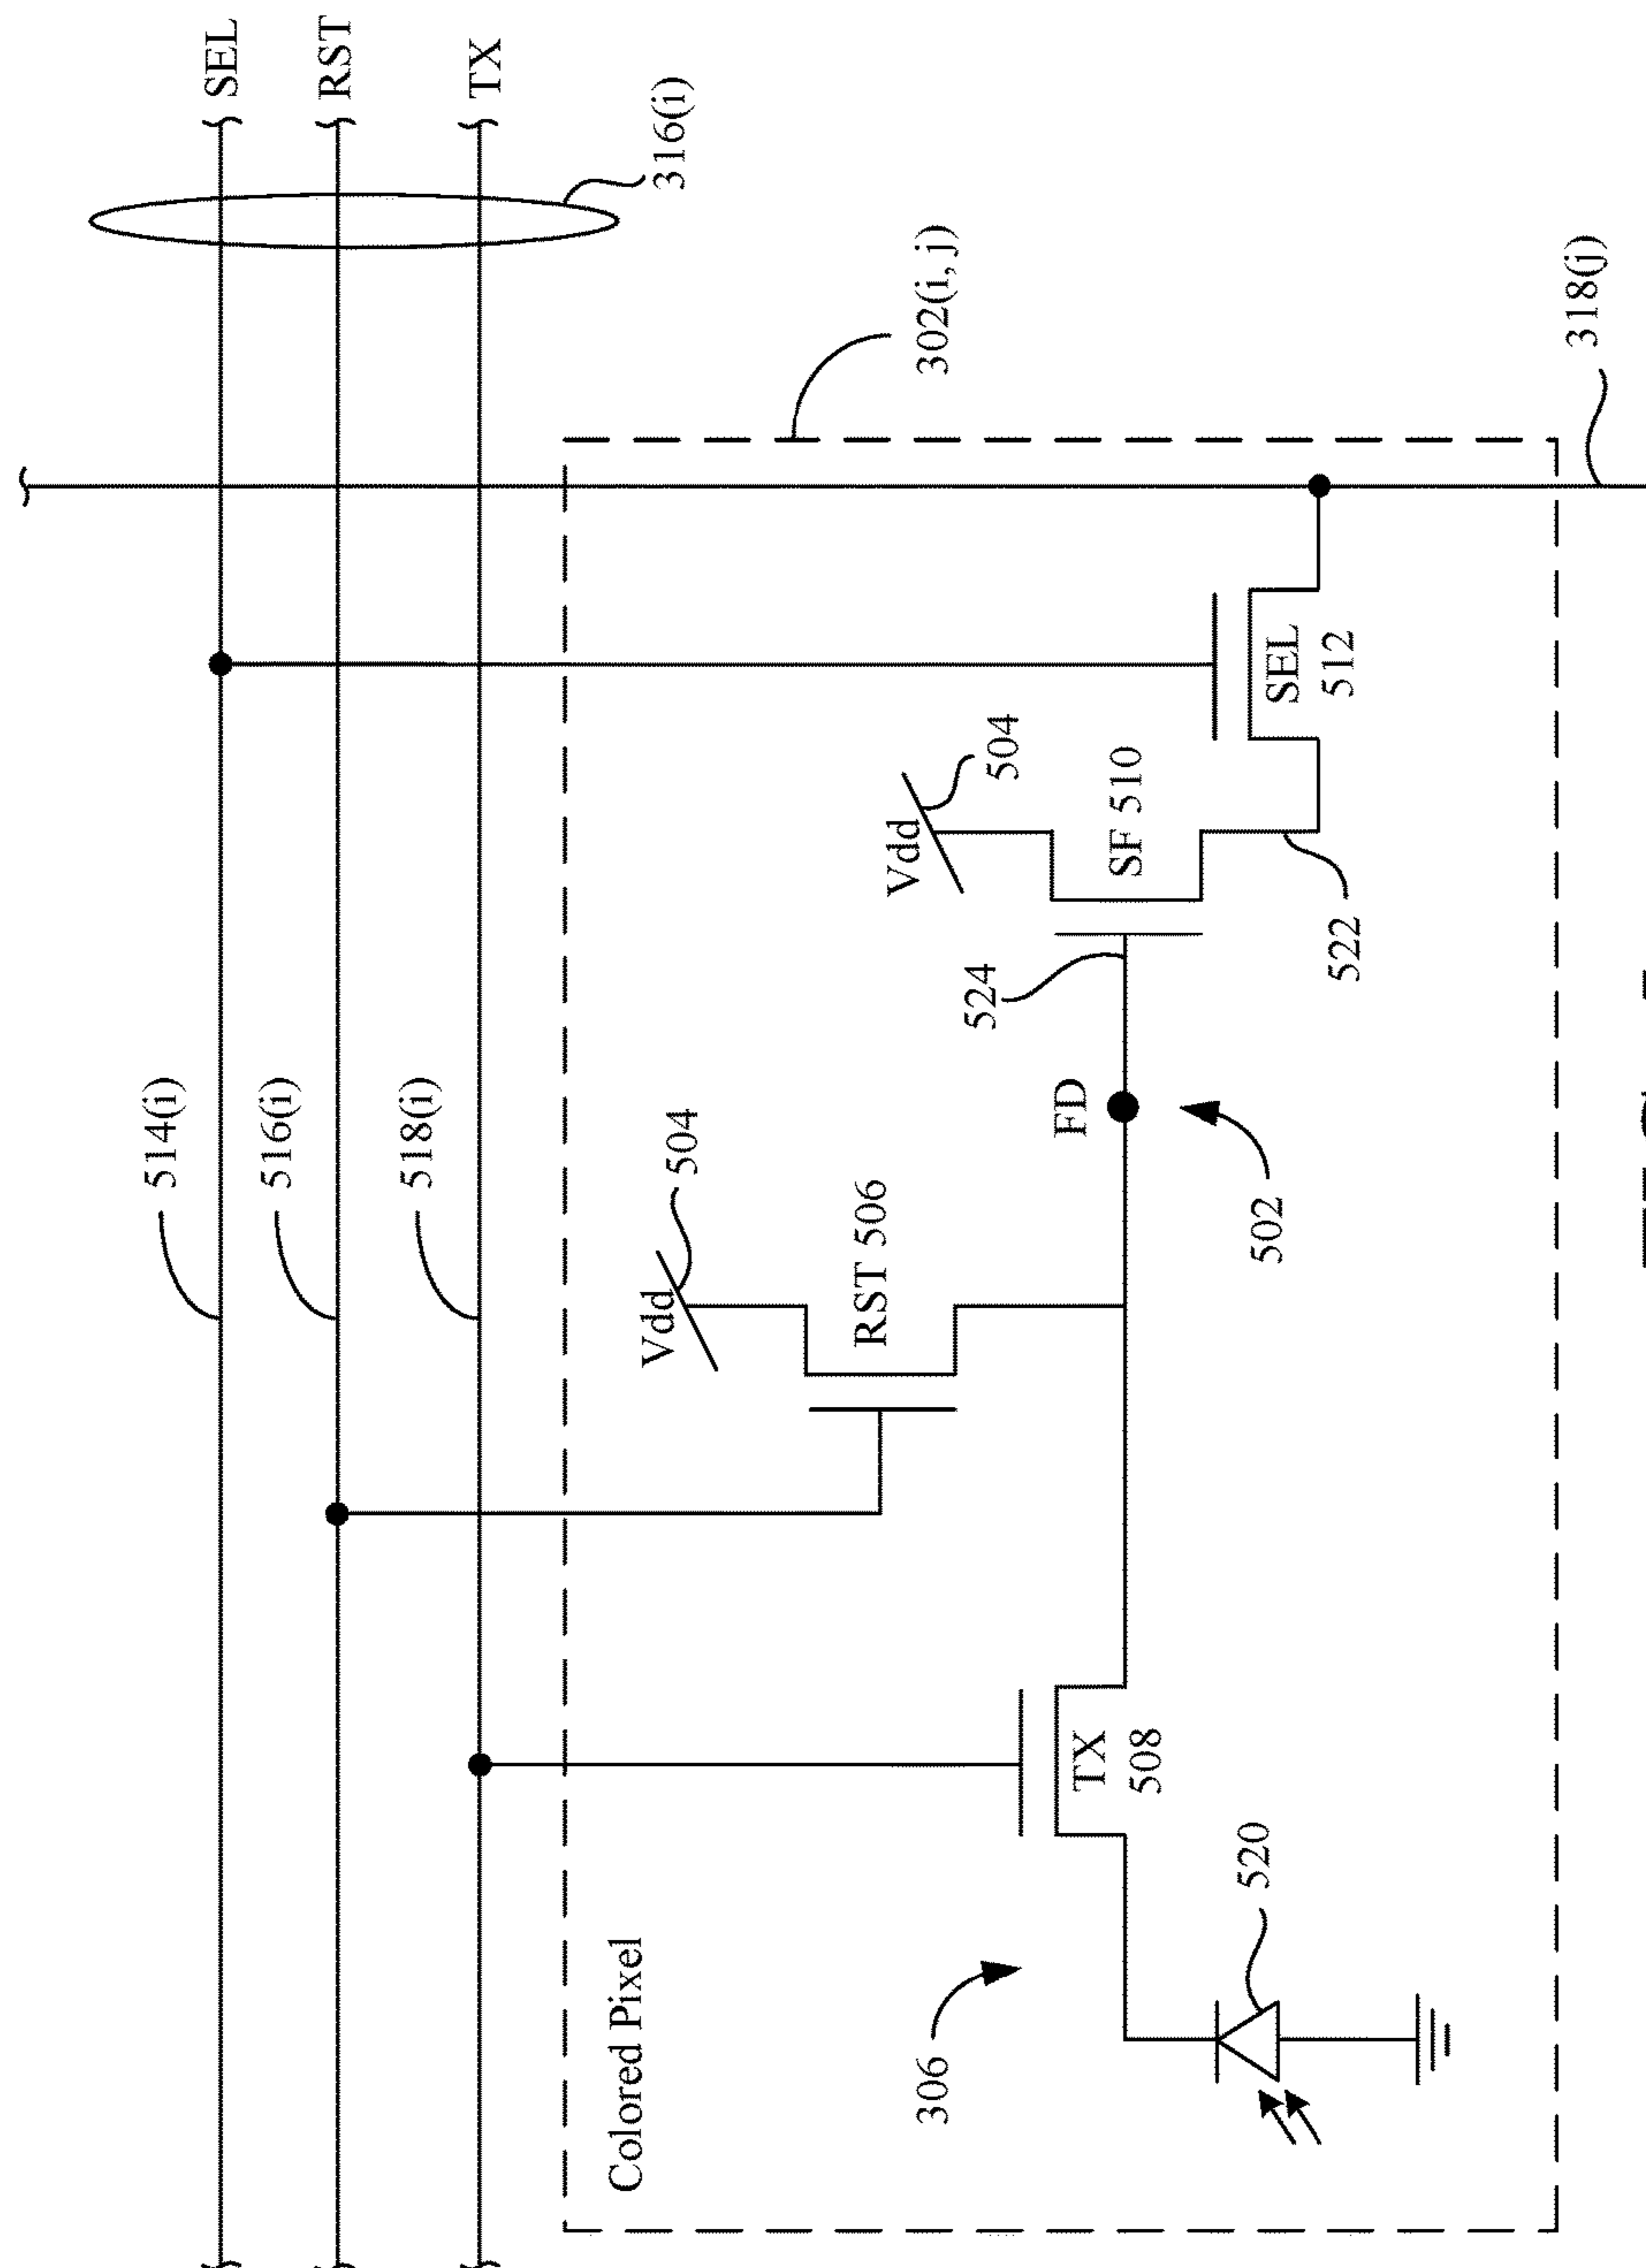 SEL
RST
TX
514(i)
516(i)
518(i)
316(i)
302(i, j)
318(j)
Colored Pixel
Vdd
504
RST 506
Vdd
504
SF 510
SEL
512
524
522
FD
502
TX
508
306
520